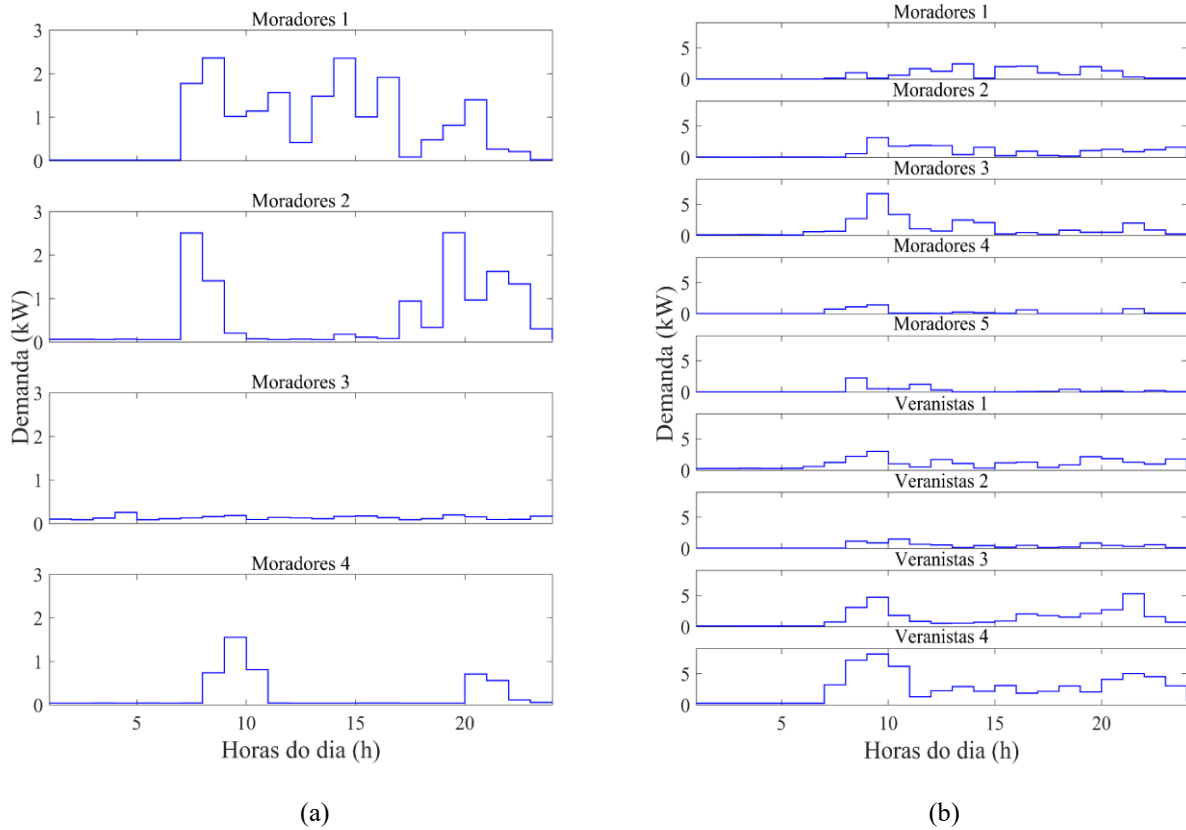 Moradores 1
3
2
1
0
Moradores 2
3
2
1
0
Moradores 3
3
2
1
0
Moradores 4
3
2
1
0
5 10 15 20
Demanda (kW)
Horas do dia (h)
(a)
Moradores 1
5
0
Moradores 2
5
0
Moradores 3
5
0
Moradores 4
5
0
Moradores 5
5
0
Veranistas 1
5
0
Veranistas 2
5
0
Veranistas 3
5
0
Veranistas 4
5
0
5 10 15 20
Demanda (kW)
Horas do dia (h)
(b)